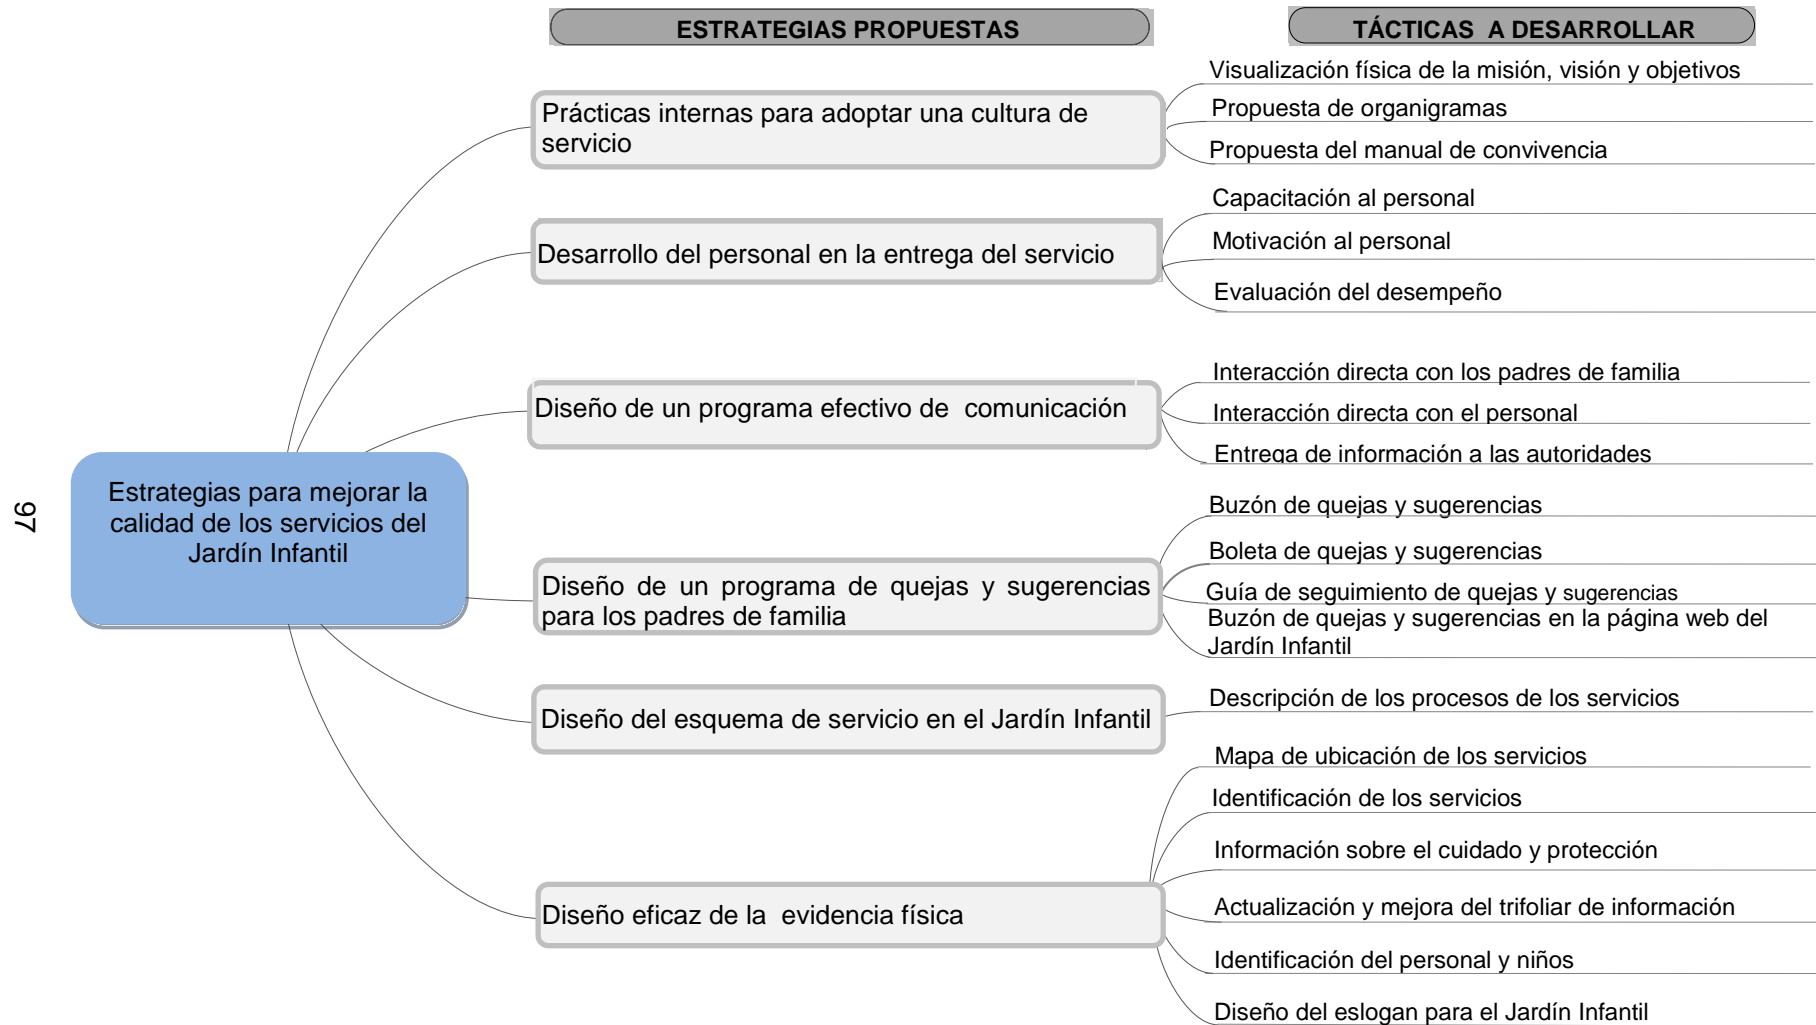 ESTRATEGIAS PROPUESTAS
TÁCTICAS A DESARROLLAR
97
Estrategias para mejorar la
calidad de los servicios del
Jardín Infantil
Prácticas internas para adoptar una cultura de
servicio
Visualización física de la misión, visión y objetivos
Propuesta de organigramas
Propuesta del manual de convivencia
Desarrollo del personal en la entrega del servicio
Capacitación al personal
Motivación al personal
Evaluación del desempeño
Diseño de un programa efectivo de comunicación
Interacción directa con los padres de familia
Interacción directa con el personal
Entrega de información a las autoridades
Diseño de un programa de quejas y sugerencias
para los padres de familia
Buzón de quejas y sugerencias
Boleta de quejas y sugerencias
Guía de seguimiento de quejas y sugerencias
Buzón de quejas y sugerencias en la página web del
Jardín Infantil
Diseño del esquema de servicio en el Jardín Infantil
Descripción de los procesos de los servicios
Diseño eficaz de la evidencia física
Mapa de ubicación de los servicios
Identificación de los servicios
Información sobre el cuidado y protección
Actualización y mejora del trifoliar de información
Identificación del personal y niños
Diseño del eslogan para el Jardín Infantil